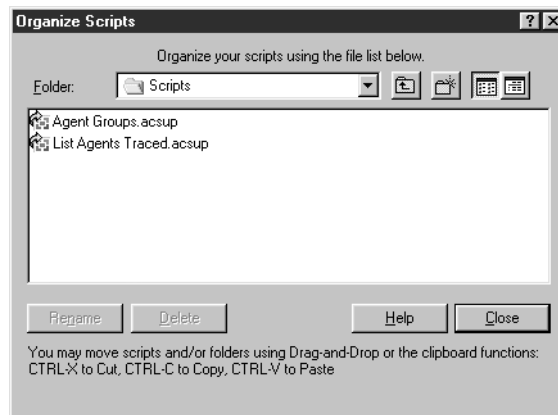 Organize Scripts
Organize your scripts using the file list below.
Folder: Scripts
Agent Groups.acsup
List Agents Traced.acsup
Rename Delete Help Close
You may move scripts and/or folders using Drag-and-Drop or the clipboard functions:
CTRL-X to Cut, CTRL-C to Copy, CTRL-V to Paste